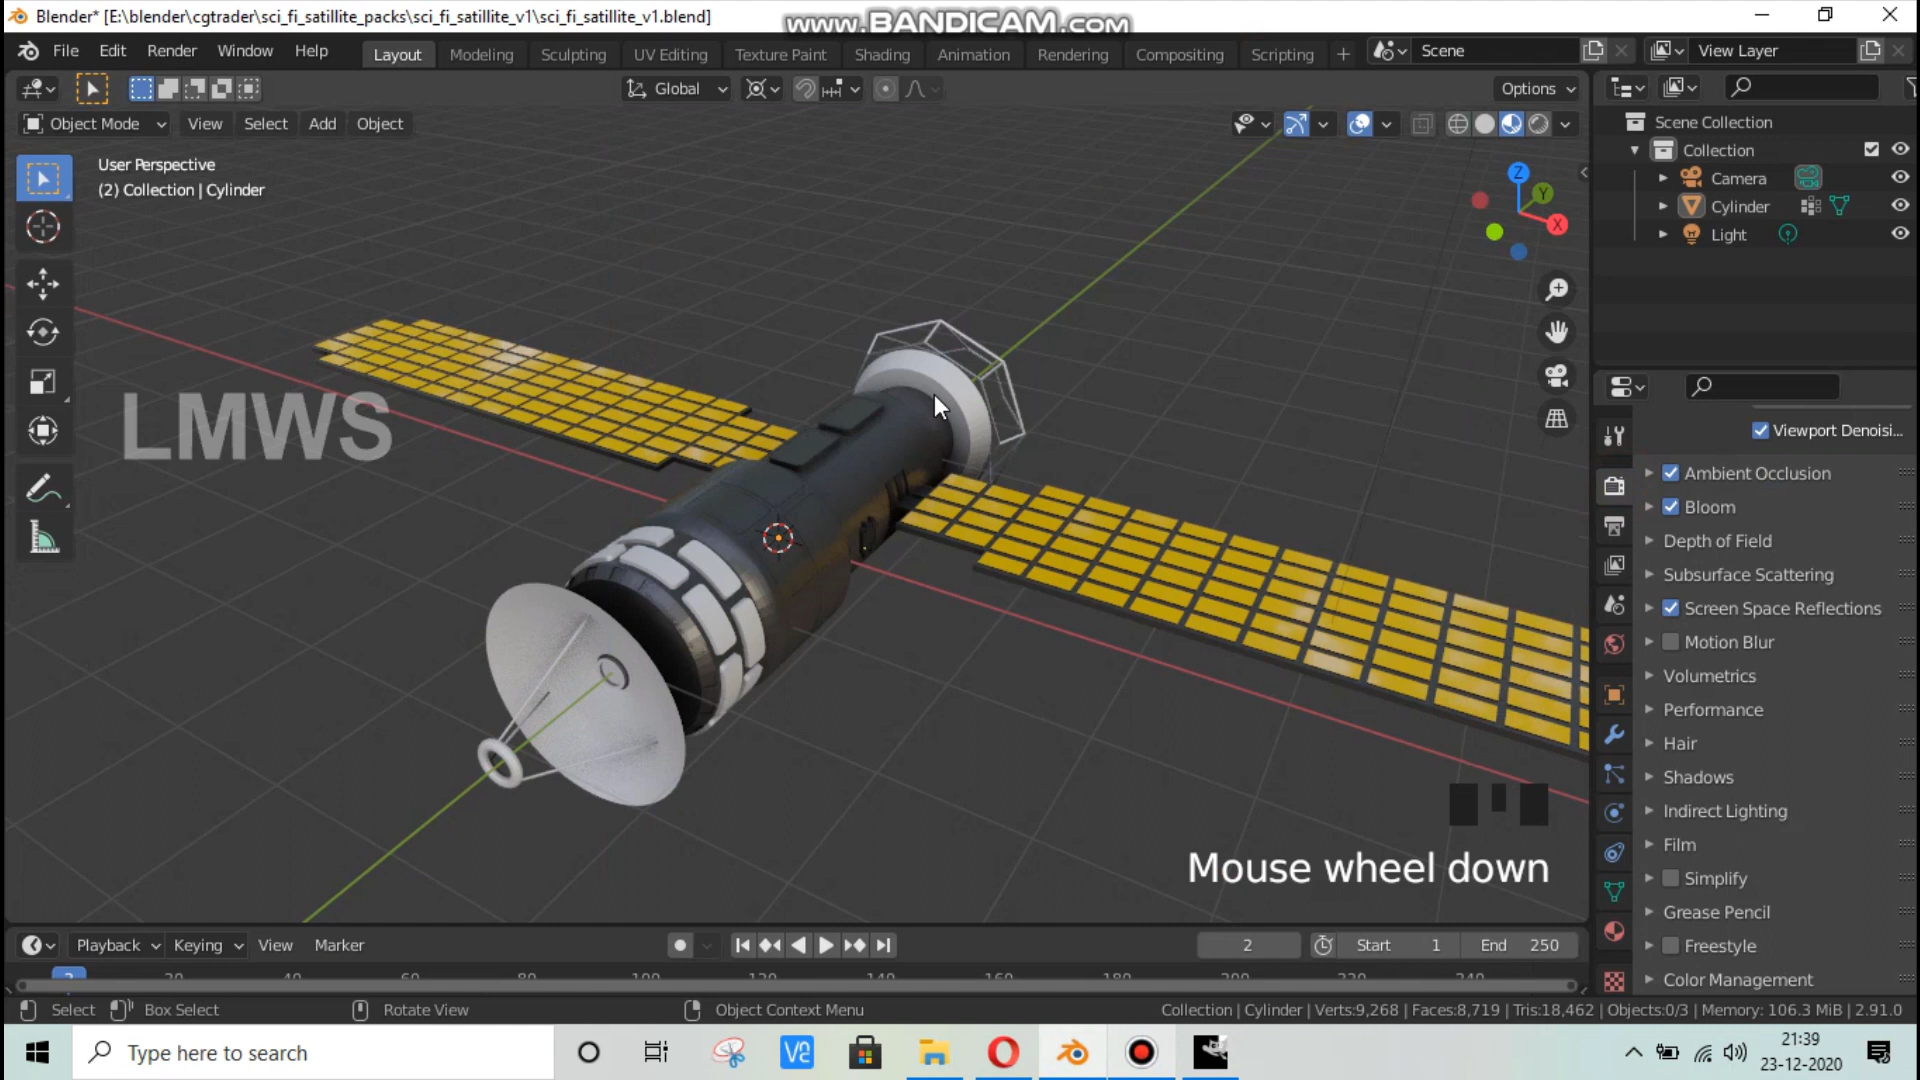 Blender* [E:\blender\cgtrader\sci_fi_satillite_packs\sci_fi_satillite_v1\sci_fi_satillite_v1.blend]
www.BANDICAM.com
File Edit Render Window Help
Layout Modeling Sculpting UV Editing Texture Paint Shading Animation Rendering Compositing Scripting +
Scene
View Layer
Global
Options
Object Mode View Select Add Object
User Perspective
(2) Collection | Cylinder
Z
Y
X
Scene Collection
Collection
Camera
Cylinder
Light
LMWS
Viewport Denoisi...
Ambient Occlusion
Bloom
Depth of Field
Subsurface Scattering
Screen Space Reflections
Motion Blur
Volumetrics
Performance
Hair
Shadows
Indirect Lighting
Film
Simplify
Grease Pencil
Freestyle
Color Management
Mouse wheel down
Playback Keying View Marker
2
Start 1
End 250
Select Box Select Rotate View Object Context Menu
Collection | Cylinder | Verts:9,268 | Faces:8,719 | Tris:18,462 | Objects:0/3 | Memory: 106.3 MiB | 2.91.0
Type here to search
21:39
23-12-2020